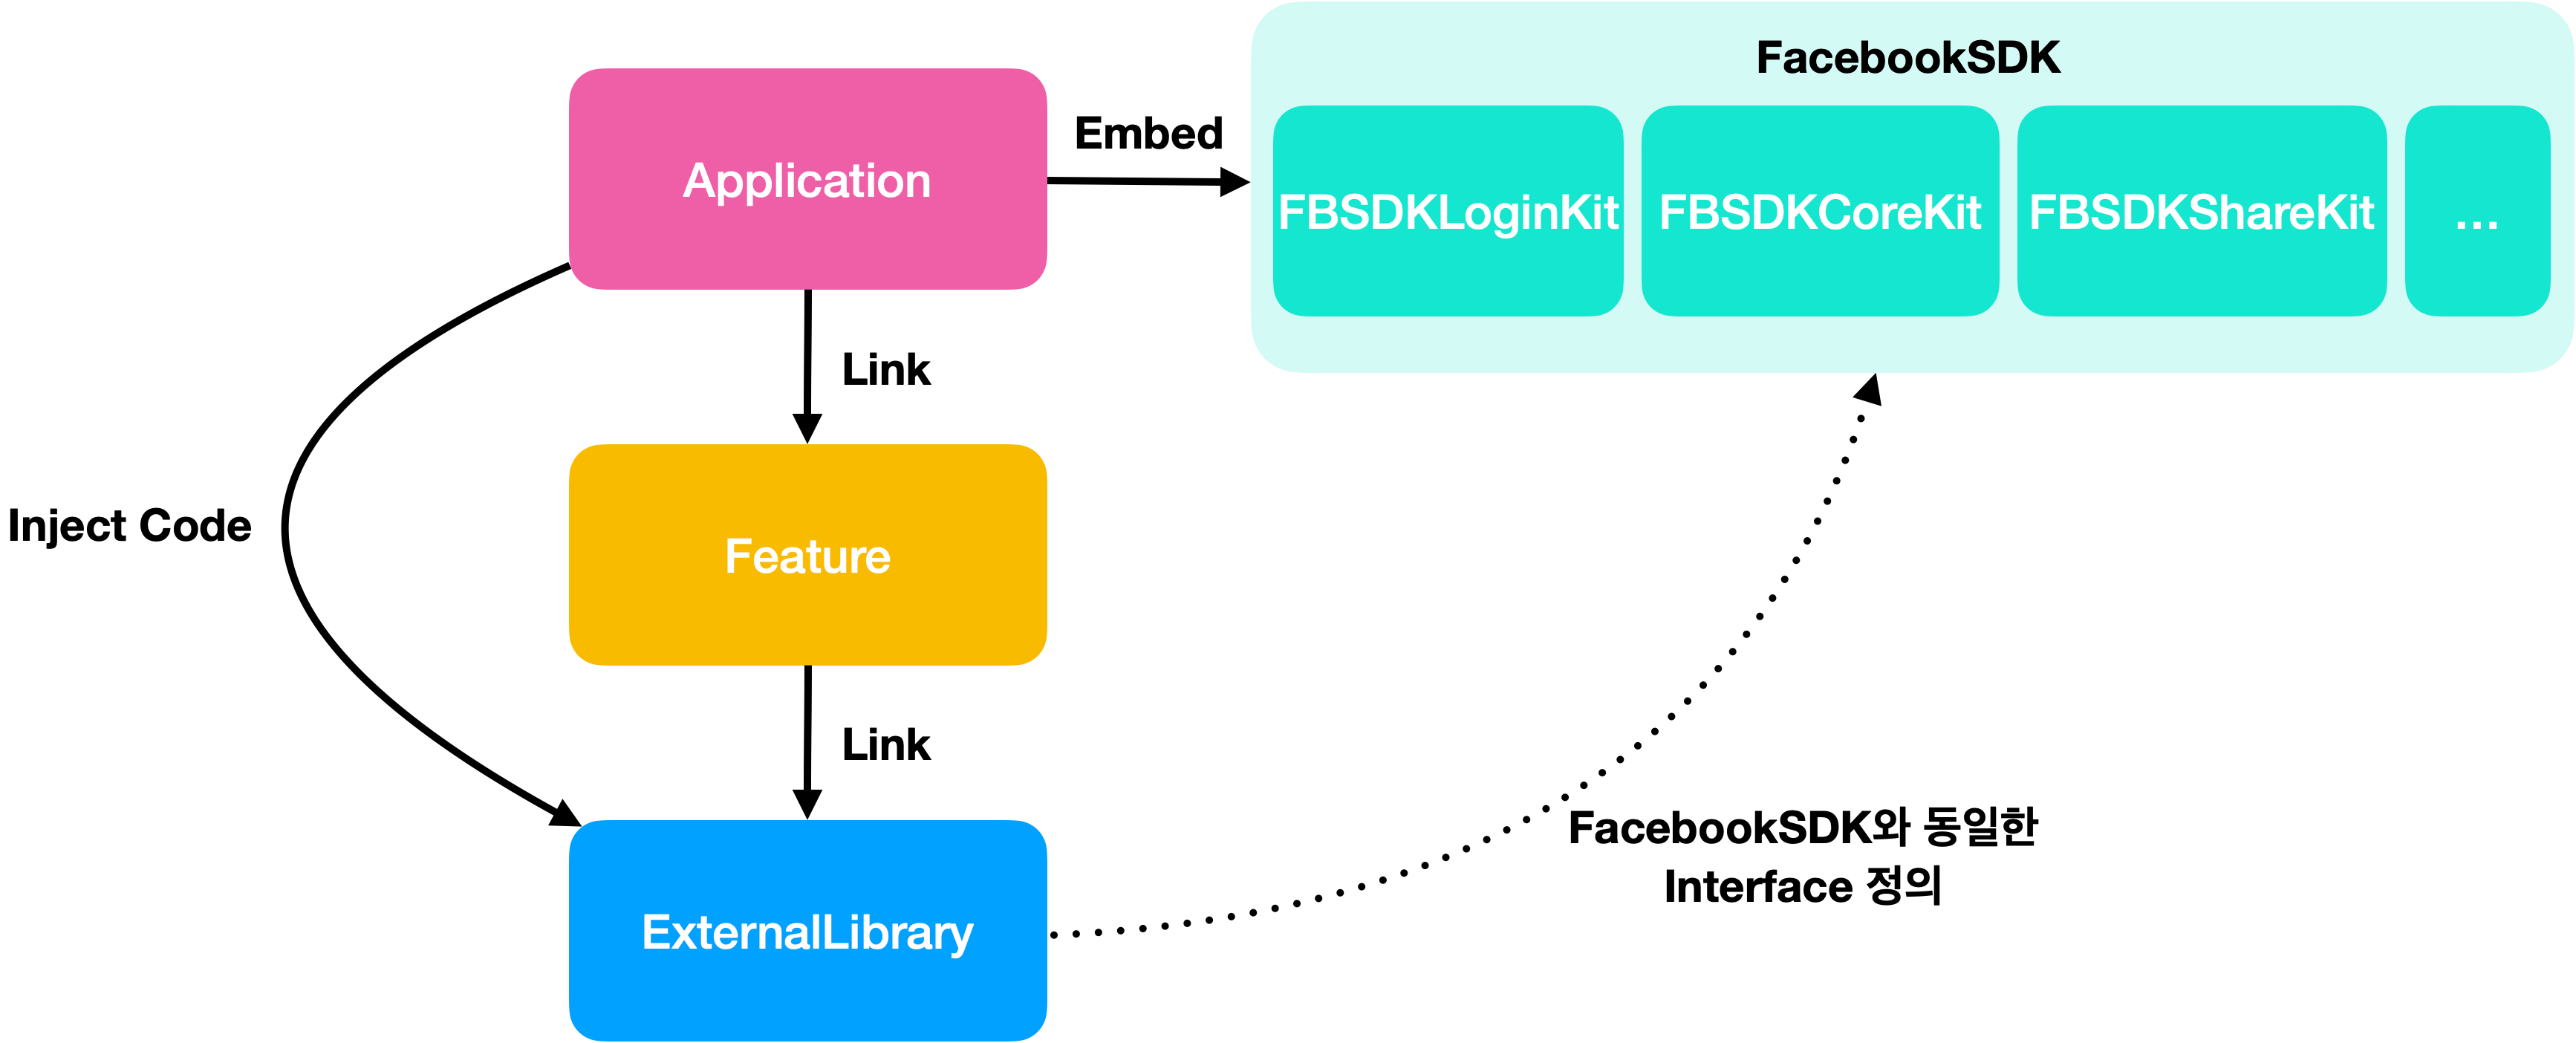 FacebookSDK
Application
Embed
FBSDKLoginKit
FBSDKCoreKit
FBSDKShareKit
...
Link
Inject Code
Feature
Link
FacebookSDK와 동일한
Interface 정의
ExternalLibrary